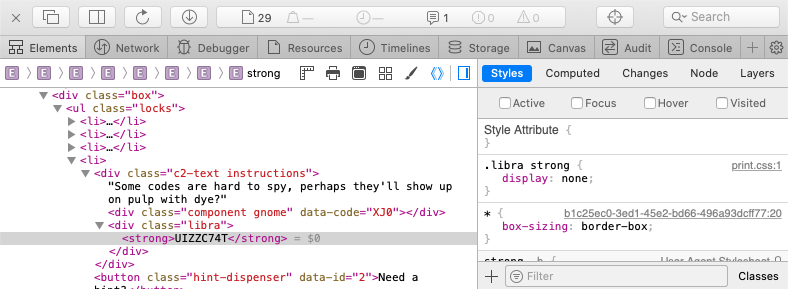 29 — — 1 0 0 Search
Elements Network Debugger Resources Timelines Storage Canvas Audit Console
E E E E E E E E strong
Styles Computed Changes Node Layers
Active Focus Hover Visited
<div class="box">
<ul class="locks">
<li>…</li>
<li>…</li>
<li>…</li>
<li>
<div class="c2-text instructions">
"Some codes are hard to spy, perhaps they'll show up
on pulp with dye?"
<div class="component gnome" data-code="XJ0"></div>
<div class="libra">
<strong>UIZZC74T</strong> = $0
</div>
</div>
<button class="hint-dispenser" data-id="2">Need a
hint?</button>
Style Attribute {
}
.libra strong { print.css:1
display: none;
}
* { b1c25ec0-3ed1-45e2-bd66-496a93dcff77:20
box-sizing: border-box;
}
strong, b { User Agent Stylesheet
Filter Classes